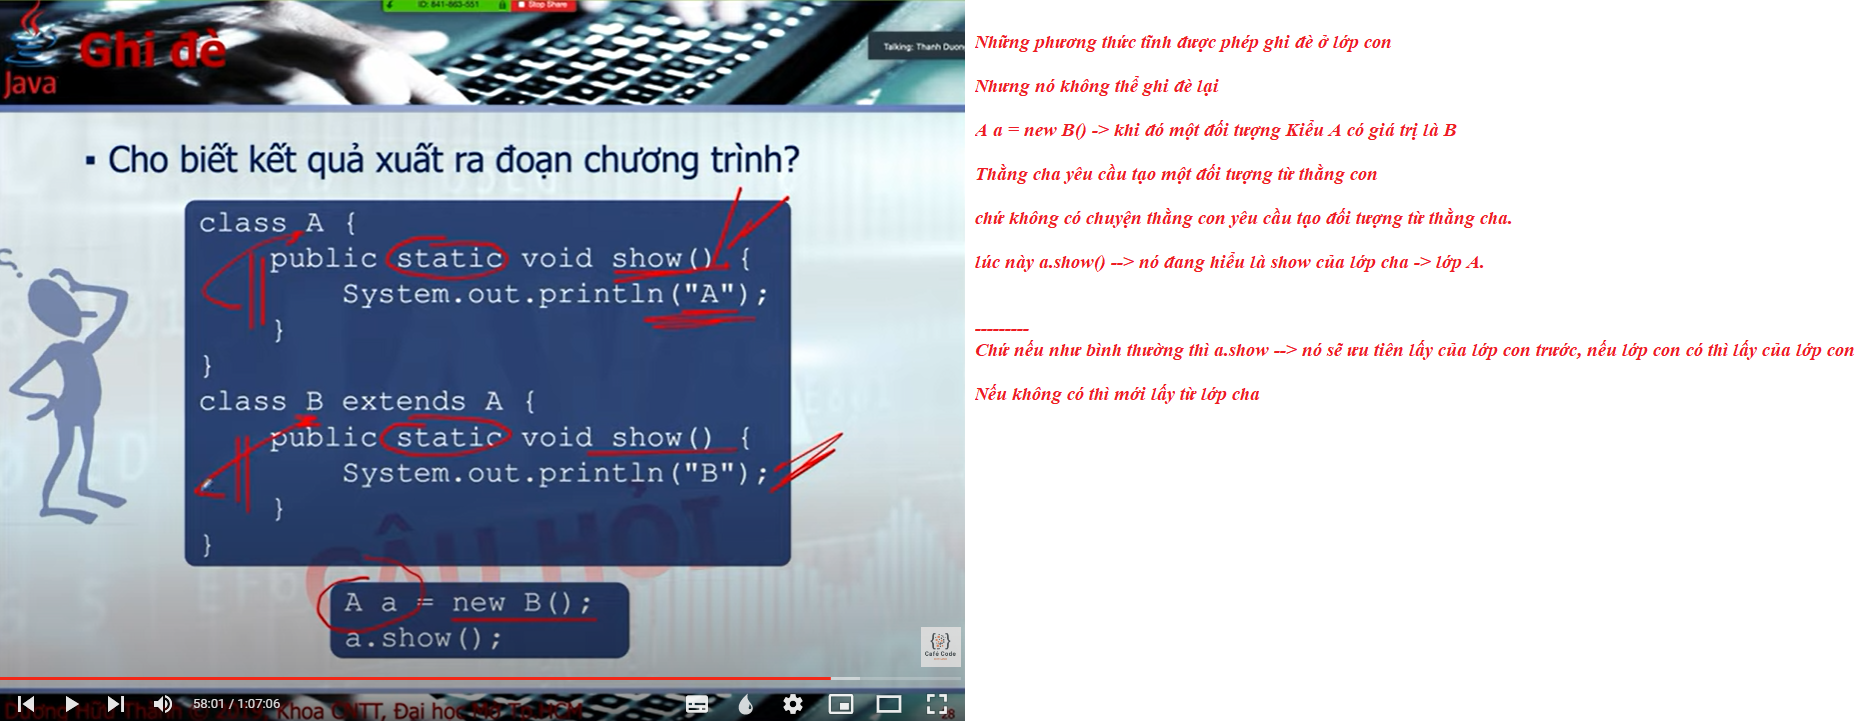 ID: 841-863-551 Stop Share
Java
Ghi đè
Talking: Thanh Duong
▪ Cho biết kết quả xuất ra đoạn chương trình?
class A {
public static void show() {
System.out.println("A");
}
}
class B extends A {
public static void show() {
System.out.println("B");
}
}
CÂU HỎI
A a = new B();
a.show();
{ }
Café Code
58:01 / 1:07:06
Khoa CNTT, Đại học Mở Tp.HCM
28
Những phương thức tĩnh được phép ghi đè ở lớp con
Nhưng nó không thể ghi đè lại
A a = new B() -> khi đó một đối tượng Kiểu A có giá trị là B
Thằng cha yêu cầu tạo một đối tượng từ thằng con
chứ không có chuyện thằng con yêu cầu tạo đối tượng từ thằng cha.
lúc này a.show() --> nó đang hiểu là show của lớp cha -> lớp A.
---------
Chứ nếu như bình thường thì a.show --> nó sẽ ưu tiên lấy của lớp con trước, nếu lớp con có thì lấy của lớp con
Nếu không có thì mới lấy từ lớp cha